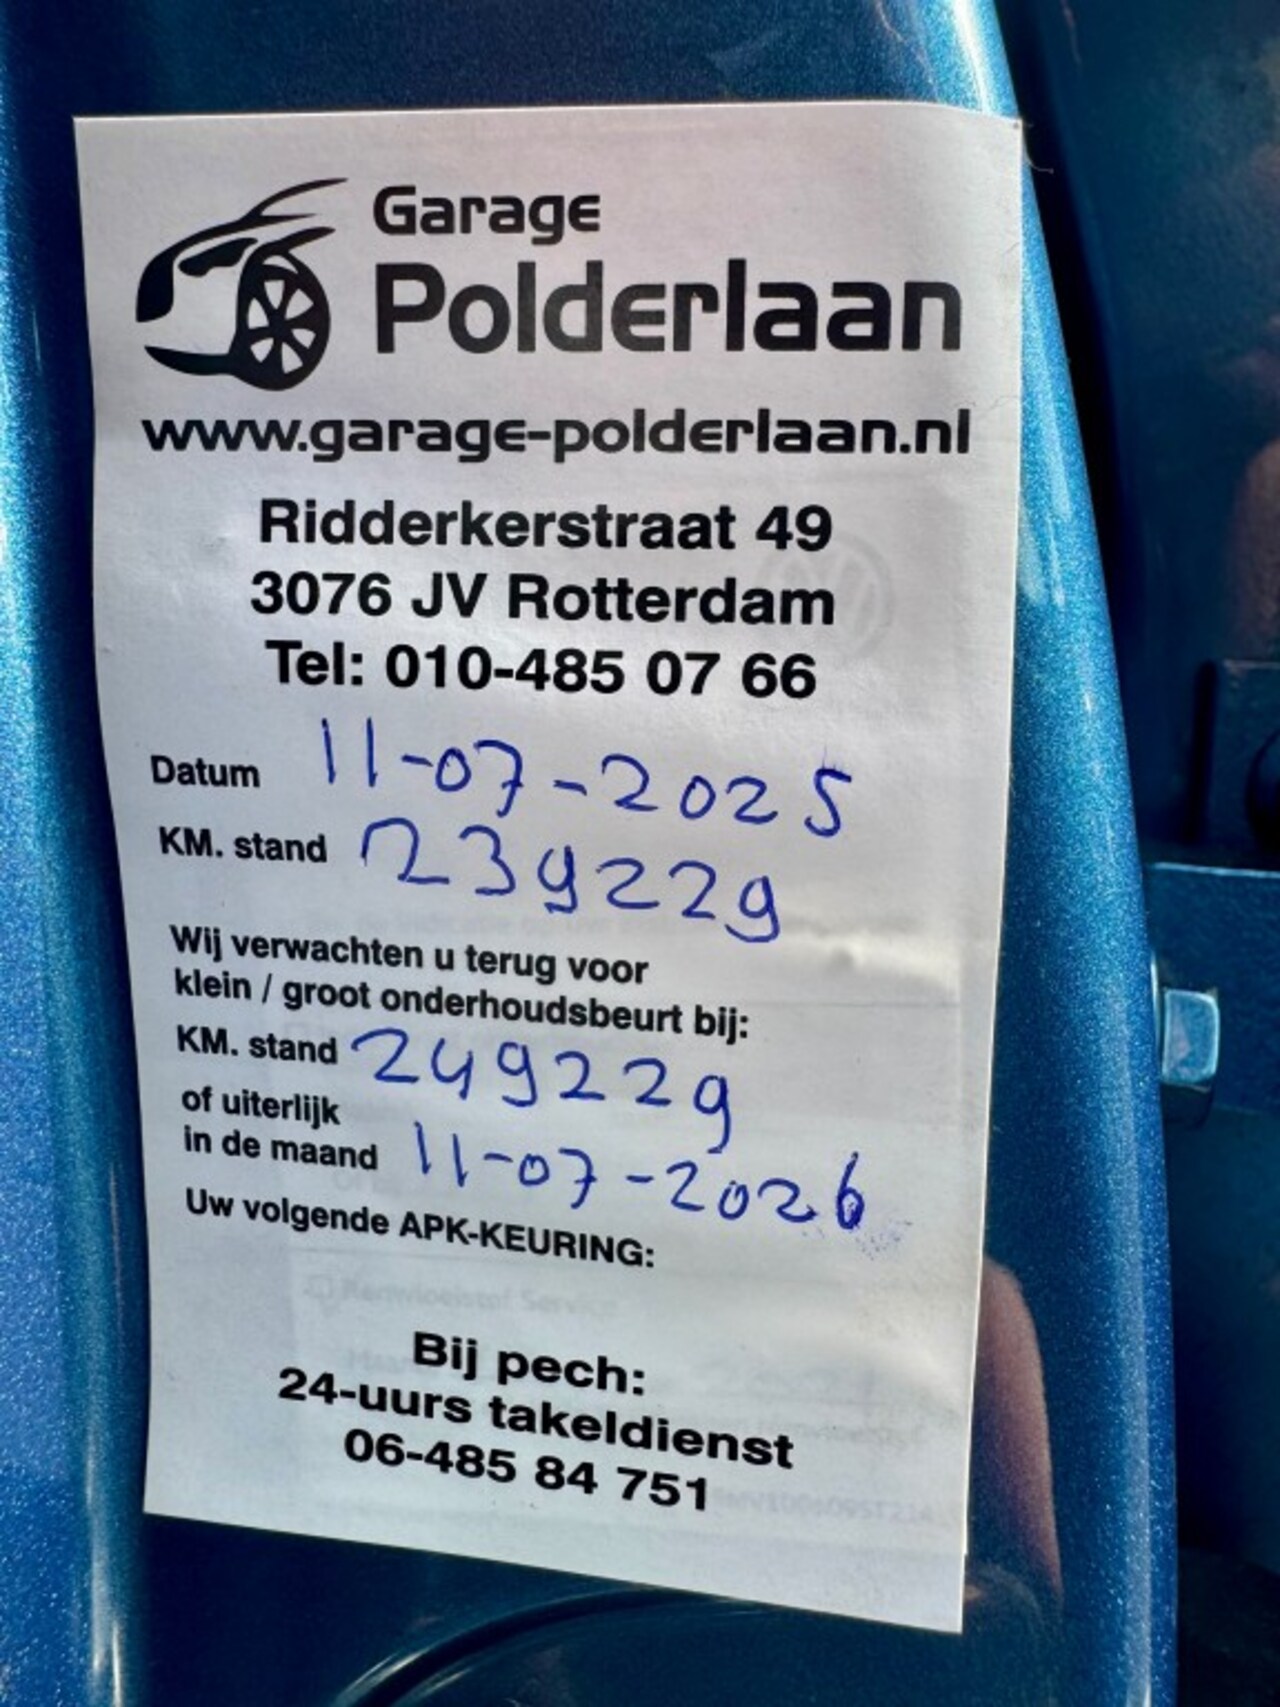 Garage
Polderlaan
www.garage-polderlaan.nl
Ridderkerstraat 49
3076 JV Rotterdam
Tel: 010-485 07 66
Datum 11-07-2025
KM. stand 239229
Wij verwachten u terug voor
klein / groot onderhoudsbeurt bij:
KM. stand 249229
of uiterlijk
in de maand 11-07-2026
Uw volgende APK-KEURING:
Bij pech:
24-uurs takeldienst
06-485 84 751